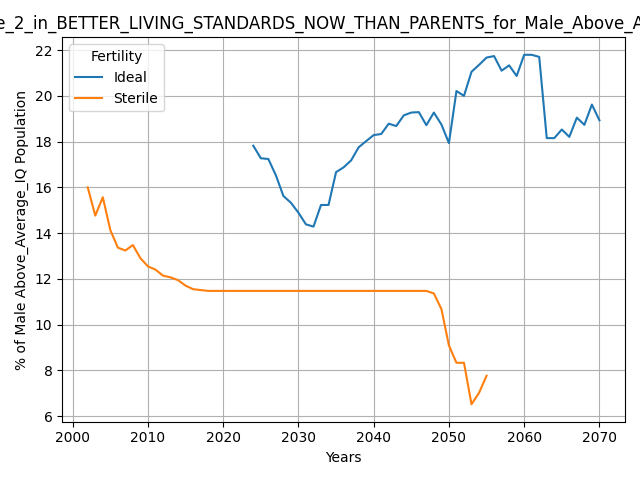 e_2_in_BETTER_LIVING_STANDARDS_NOW_THAN_PARENTS_for_Male_Above_A
Fertility
Ideal
Sterile
% of Male Above_Average_IQ Population
22
20
18
16
14
12
10
8
6
2000 2010 2020 2030 2040 2050 2060 2070
Years